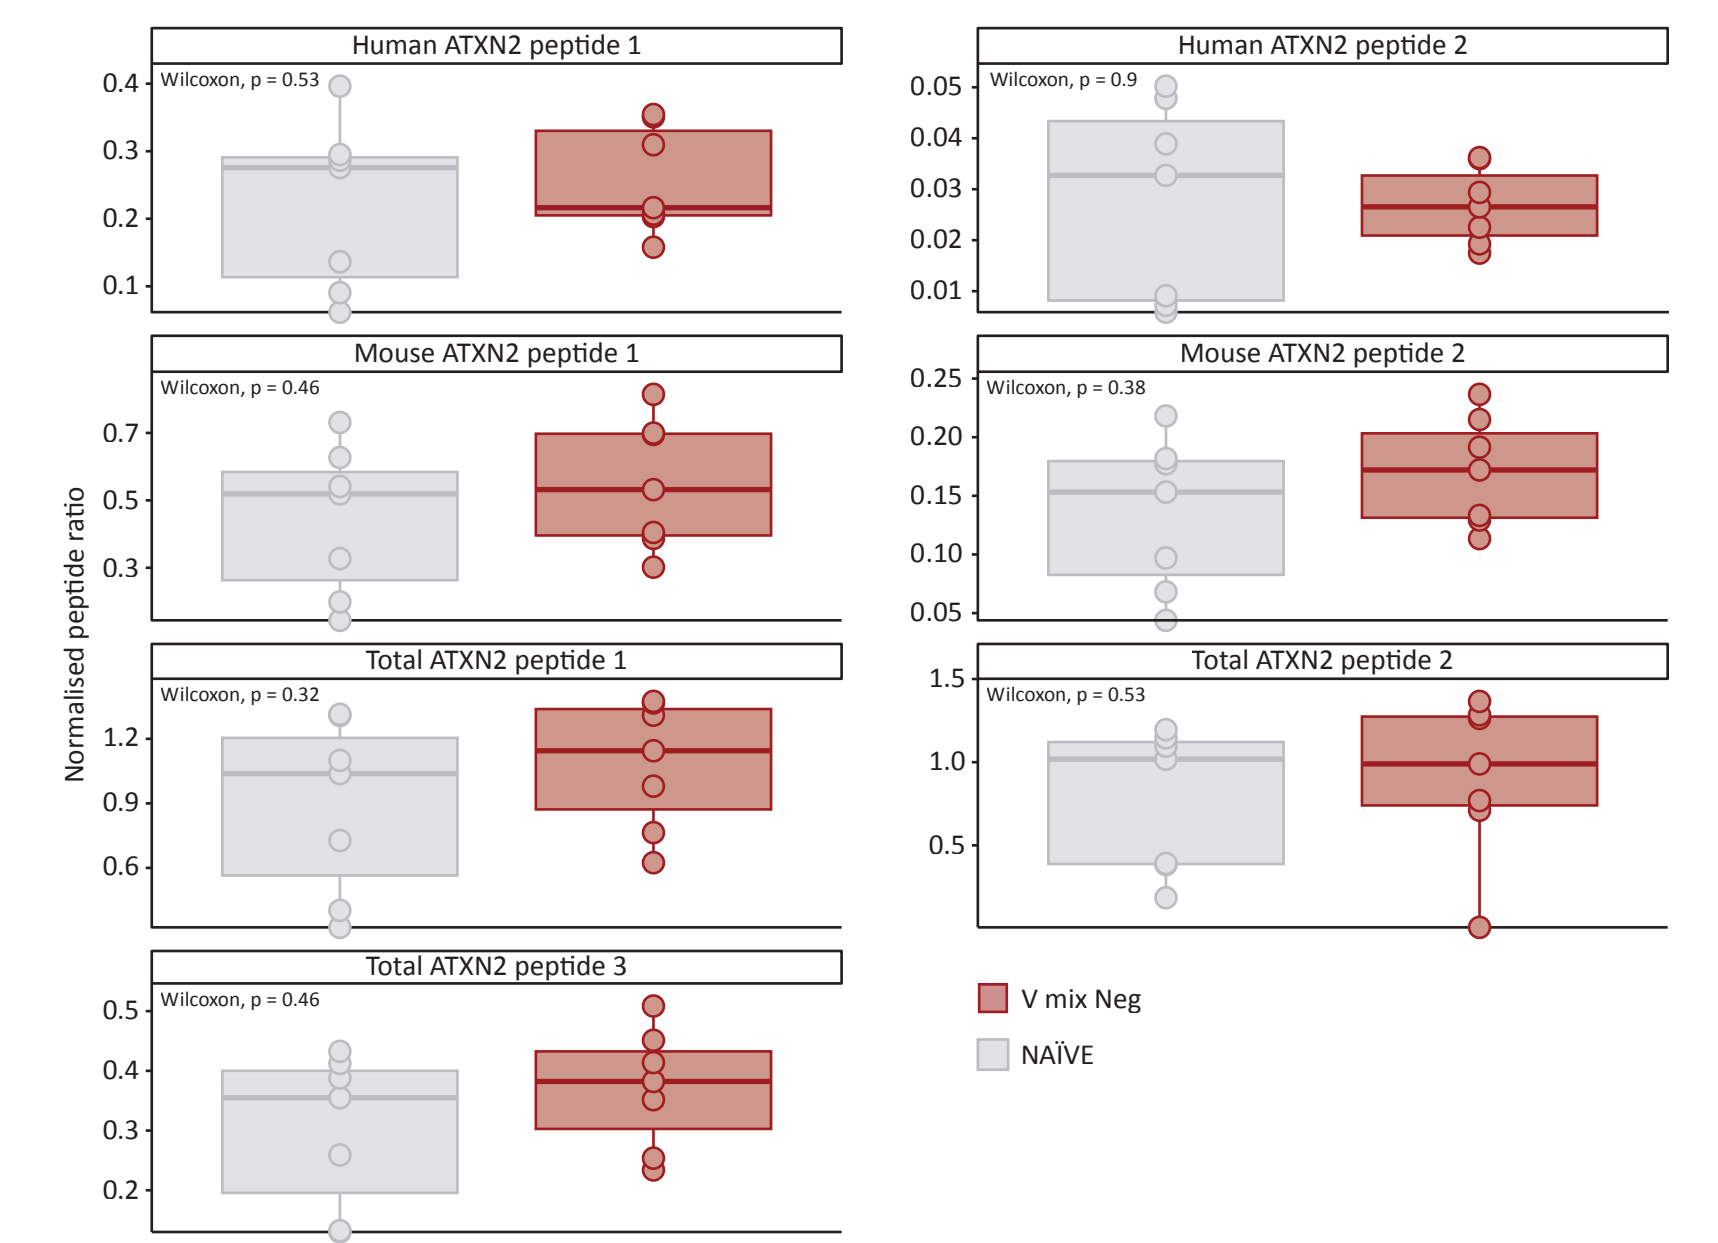 Normalised peptide ratio
Human ATXN2 peptide 1
Wilcoxon, p = 0.53
0.4
0.3
0.2
0.1
Human ATXN2 peptide 2
Wilcoxon, p = 0.9
0.05
0.04
0.03
0.02
0.01
Mouse ATXN2 peptide 1
Wilcoxon, p = 0.46
0.7
0.5
0.3
Mouse ATXN2 peptide 2
Wilcoxon, p = 0.38
0.25
0.20
0.15
0.10
0.05
Total ATXN2 peptide 1
Wilcoxon, p = 0.32
1.2
0.9
0.6
Total ATXN2 peptide 2
Wilcoxon, p = 0.53
1.5
1.0
0.5
Total ATXN2 peptide 3
Wilcoxon, p = 0.46
0.5
0.4
0.3
0.2
V mix Neg
NAÏVE